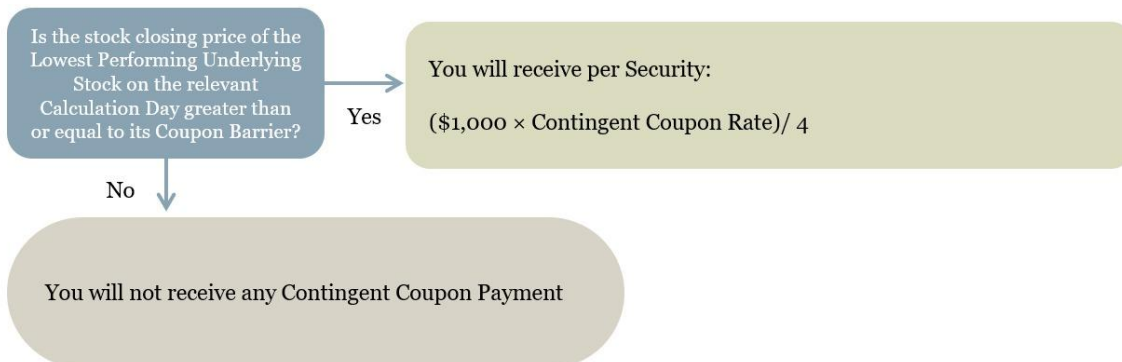 Is the stock closing price of the
Lowest Performing Underlying
Stock on the relevant
Calculation Day greater than
or equal to its Coupon Barrier?
Yes
You will receive per Security:
($1,000 × Contingent Coupon Rate)/ 4
No
You will not receive any Contingent Coupon Payment